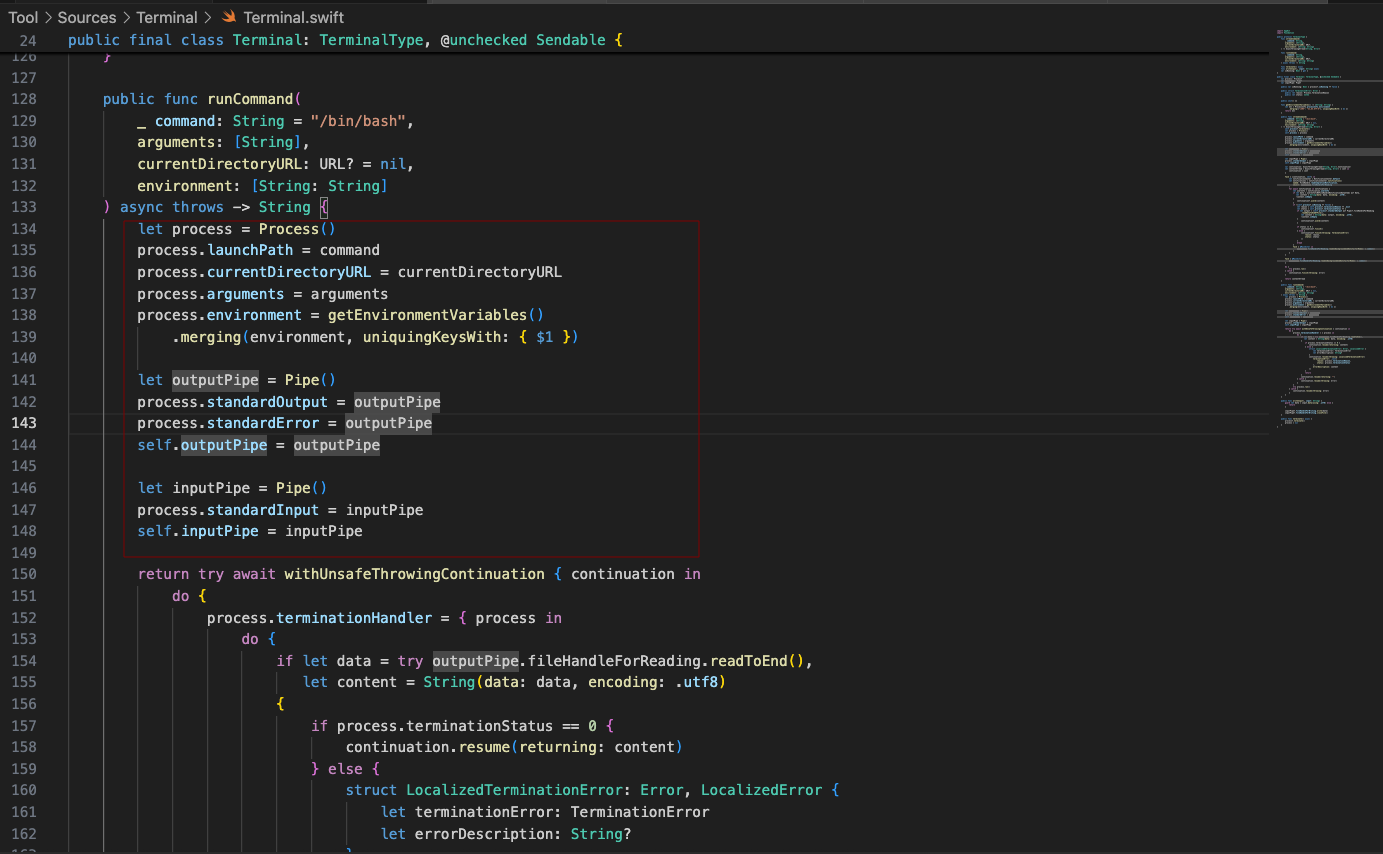 Tool > Sources > Terminal > Terminal.swift
24 public final class Terminal: TerminalType, @unchecked Sendable {
126 }
127
128 public func runCommand(
129 _ command: String = "/bin/bash",
130 arguments: [String],
131 currentDirectoryURL: URL? = nil,
132 environment: [String: String]
133 ) async throws -> String {
134 let process = Process()
135 process.launchPath = command
136 process.currentDirectoryURL = currentDirectoryURL
137 process.arguments = arguments
138 process.environment = getEnvironmentVariables()
139 .merging(environment, uniquingKeysWith: { $1 })
140
141 let outputPipe = Pipe()
142 process.standardOutput = outputPipe
143 process.standardError = outputPipe
144 self.outputPipe = outputPipe
145
146 let inputPipe = Pipe()
147 process.standardInput = inputPipe
148 self.inputPipe = inputPipe
149
150 return try await withUnsafeThrowingContinuation { continuation in
151 do {
152 process.terminationHandler = { process in
153 do {
154 if let data = try outputPipe.fileHandleForReading.readToEnd(),
155 let content = String(data: data, encoding: .utf8)
156 {
157 if process.terminationStatus == 0 {
158 continuation.resume(returning: content)
159 } else {
160 struct LocalizedTerminationError: Error, LocalizedError {
161 let terminationError: TerminationError
162 let errorDescription: String?